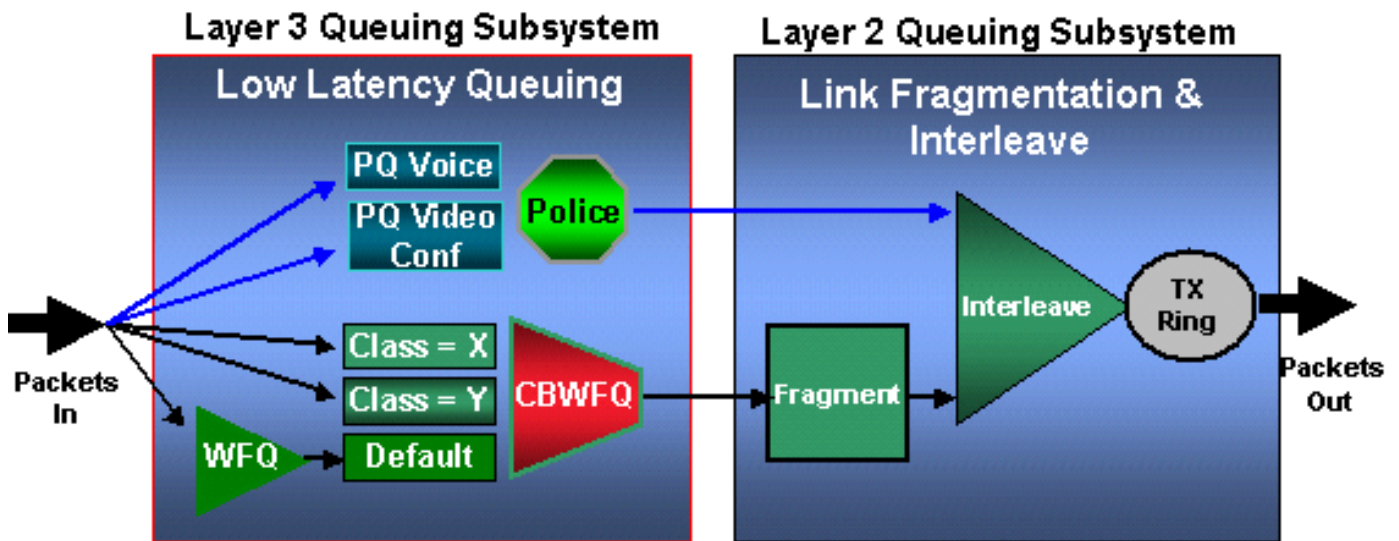 Layer 3 Queuing Subsystem
Low Latency Queuing
PQ Voice
PQ Video
Conf
Police
Packets
In
Class = X
Class = Y
WFQ
Default
CBWFQ
Layer 2 Queuing Subsystem
Link Fragmentation &
Interleave
Fragment
Interleave
TX
Ring
Packets
Out